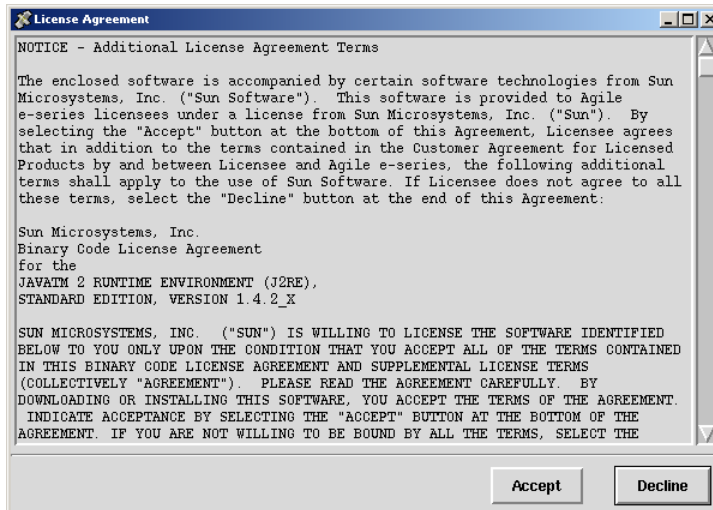 License Agreement
NOTICE - Additional License Agreement Terms
The enclosed software is accompanied by certain software technologies from Sun
Microsystems, Inc. ("Sun Software").  This software is provided to Agile
e-series licensees under a license from Sun Microsystems, Inc. ("Sun").  By
selecting the "Accept" button at the bottom of this Agreement, Licensee agrees
that in addition to the terms contained in the Customer Agreement for Licensed
Products by and between Licensee and Agile e-series, the following additional
terms shall apply to the use of Sun Software. If Licensee does not agree to all
these terms, select the "Decline" button at the end of this Agreement:
Sun Microsystems, Inc.
Binary Code License Agreement
for the
JAVATM 2 RUNTIME ENVIRONMENT (J2RE),
STANDARD EDITION, VERSION 1.4.2_X
SUN MICROSYSTEMS, INC.  ("SUN") IS WILLING TO LICENSE THE SOFTWARE IDENTIFIED
BELOW TO YOU ONLY UPON THE CONDITION THAT YOU ACCEPT ALL OF THE TERMS CONTAINED
IN THIS BINARY CODE LICENSE AGREEMENT AND SUPPLEMENTAL LICENSE TERMS
(COLLECTIVELY "AGREEMENT").  PLEASE READ THE AGREEMENT CAREFULLY.  BY
DOWNLOADING OR INSTALLING THIS SOFTWARE, YOU ACCEPT THE TERMS OF THE AGREEMENT.
INDICATE ACCEPTANCE BY SELECTING THE "ACCEPT" BUTTON AT THE BOTTOM OF THE
AGREEMENT. IF YOU ARE NOT WILLING TO BE BOUND BY ALL THE TERMS, SELECT THE
Accept
Decline